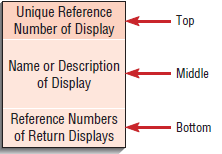 Unique Reference
Number of Display
Top
Name or Description
of Display
Middle
Reference Numbers
of Return Displays
Bottom